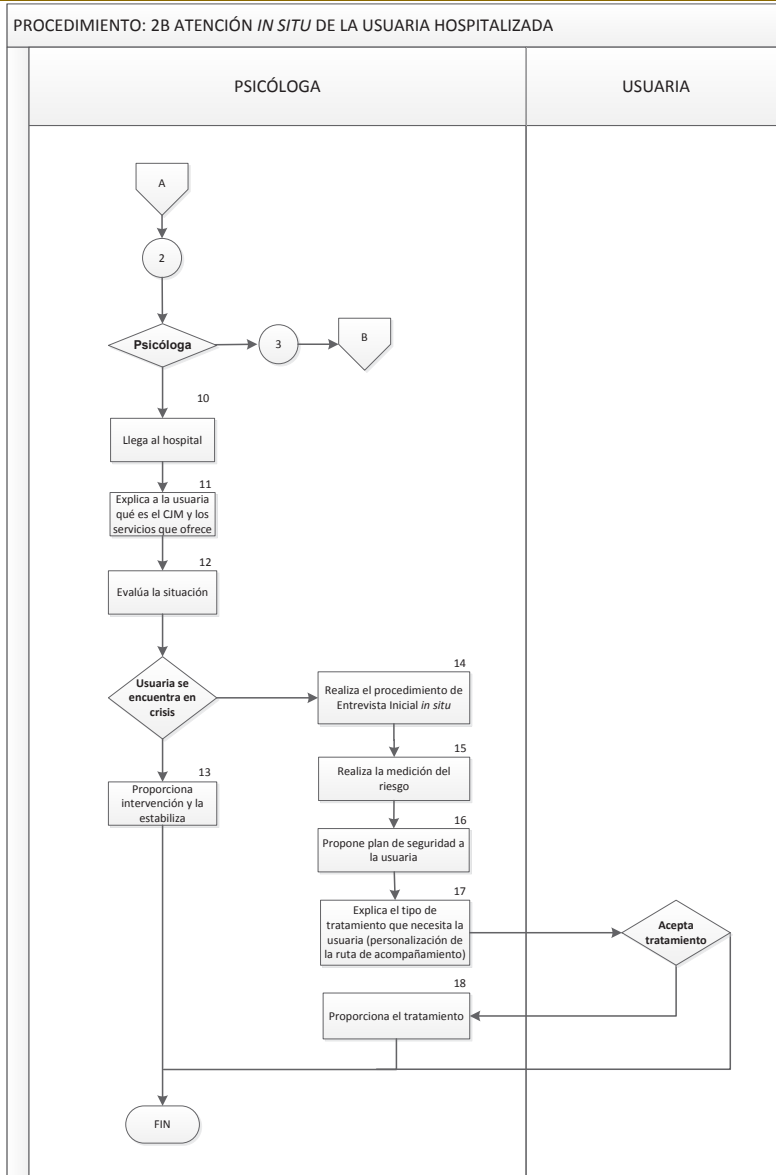 PROCEDIMIENTO: 2B ATENCIÓN IN SITU DE LA USUARIA HOSPITALIZADA
PSICÓLOGA
USUARIA
A
2
Psicóloga
3
B
10
Llega al hospital
11
Explica a la usuaria
qué es el CJM y los
servicios que ofrece
12
Evalúa la situación
Usuaria se
encuentra en
crisis
13
Proporciona
intervención y la
estabiliza
14
Realiza el procedimiento de
Entrevista Inicial in situ
15
Realiza la medición del
riesgo
16
Propone plan de seguridad a
la usuaria
17
Explica el tipo de
tratamiento que necesita la
usuaria (personalización de
la ruta de acompañamiento)
Acepta
tratamiento
18
Proporciona el tratamiento
FIN